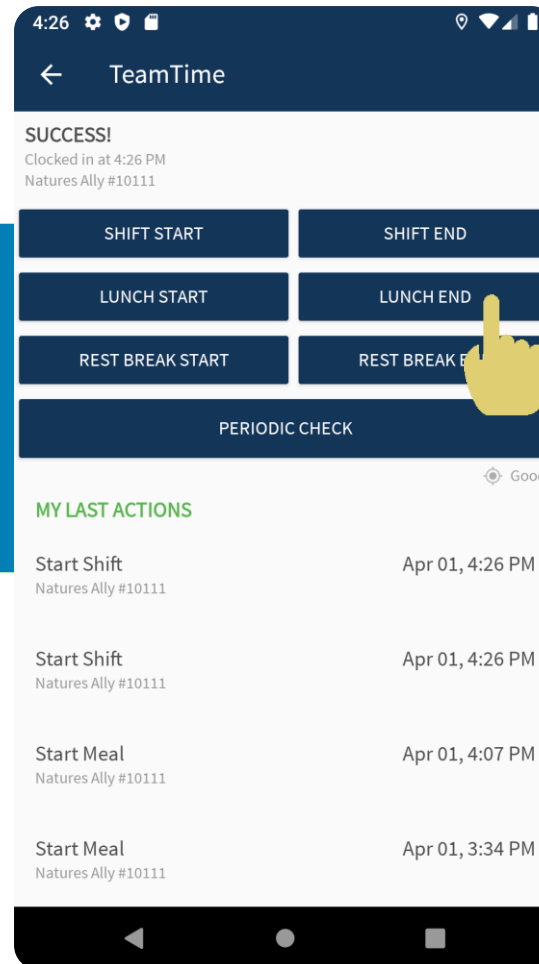 4:26
TeamTime
SUCCESS!
Clocked in at 4:26 PM
Natures Ally #10111
SHIFT START SHIFT END
LUNCH START LUNCH END
REST BREAK START REST BREAK
PERIODIC CHECK
MY LAST ACTIONS
Start Shift Apr 01, 4:26 PM
Natures Ally #10111
Start Shift Apr 01, 4:26 PM
Natures Ally #10111
Start Meal Apr 01, 4:07 PM
Natures Ally #10111
Start Meal Apr 01, 3:34 PM
Natures Ally #10111